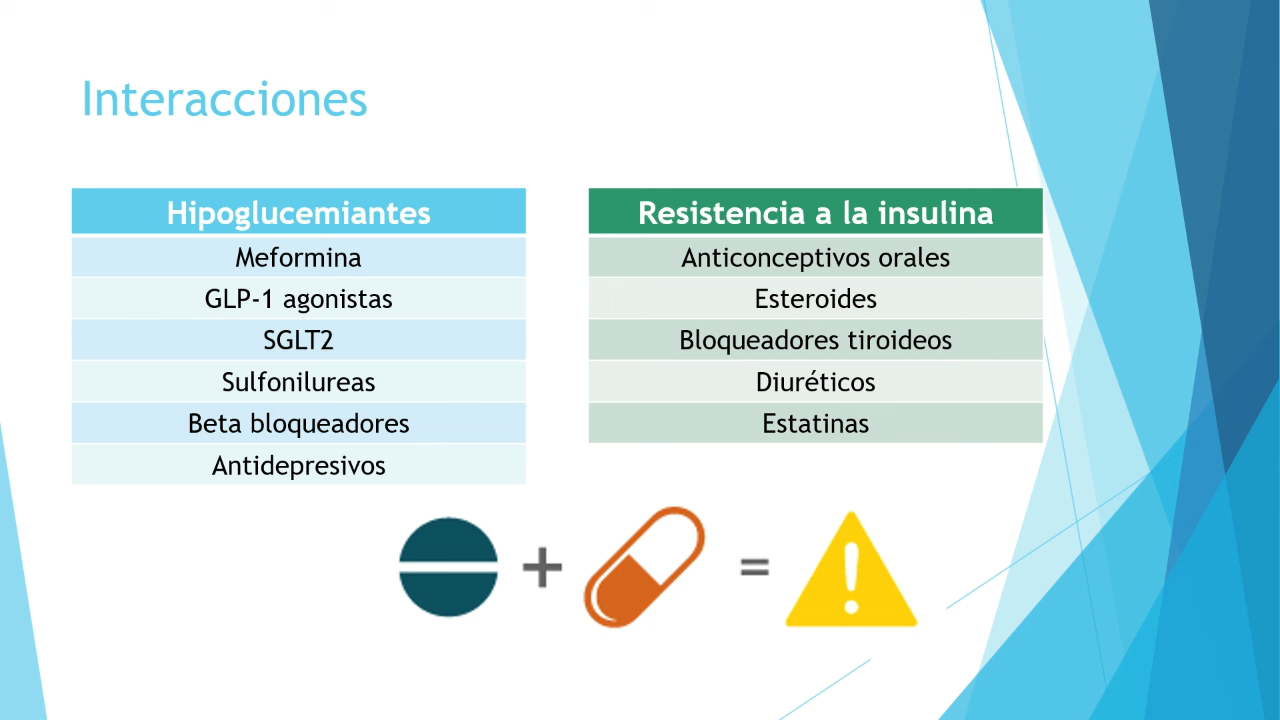 Interacciones
Hipoglucemiantes
Meformina
GLP-1 agonistas
SGLT2
Sulfonilureas
Beta bloqueadores
Antidepresivos
Resistencia a la insulina
Anticonceptivos orales
Esteroides
Bloqueadores tiroideos
Diuréticos
Estatinas
+
=
!